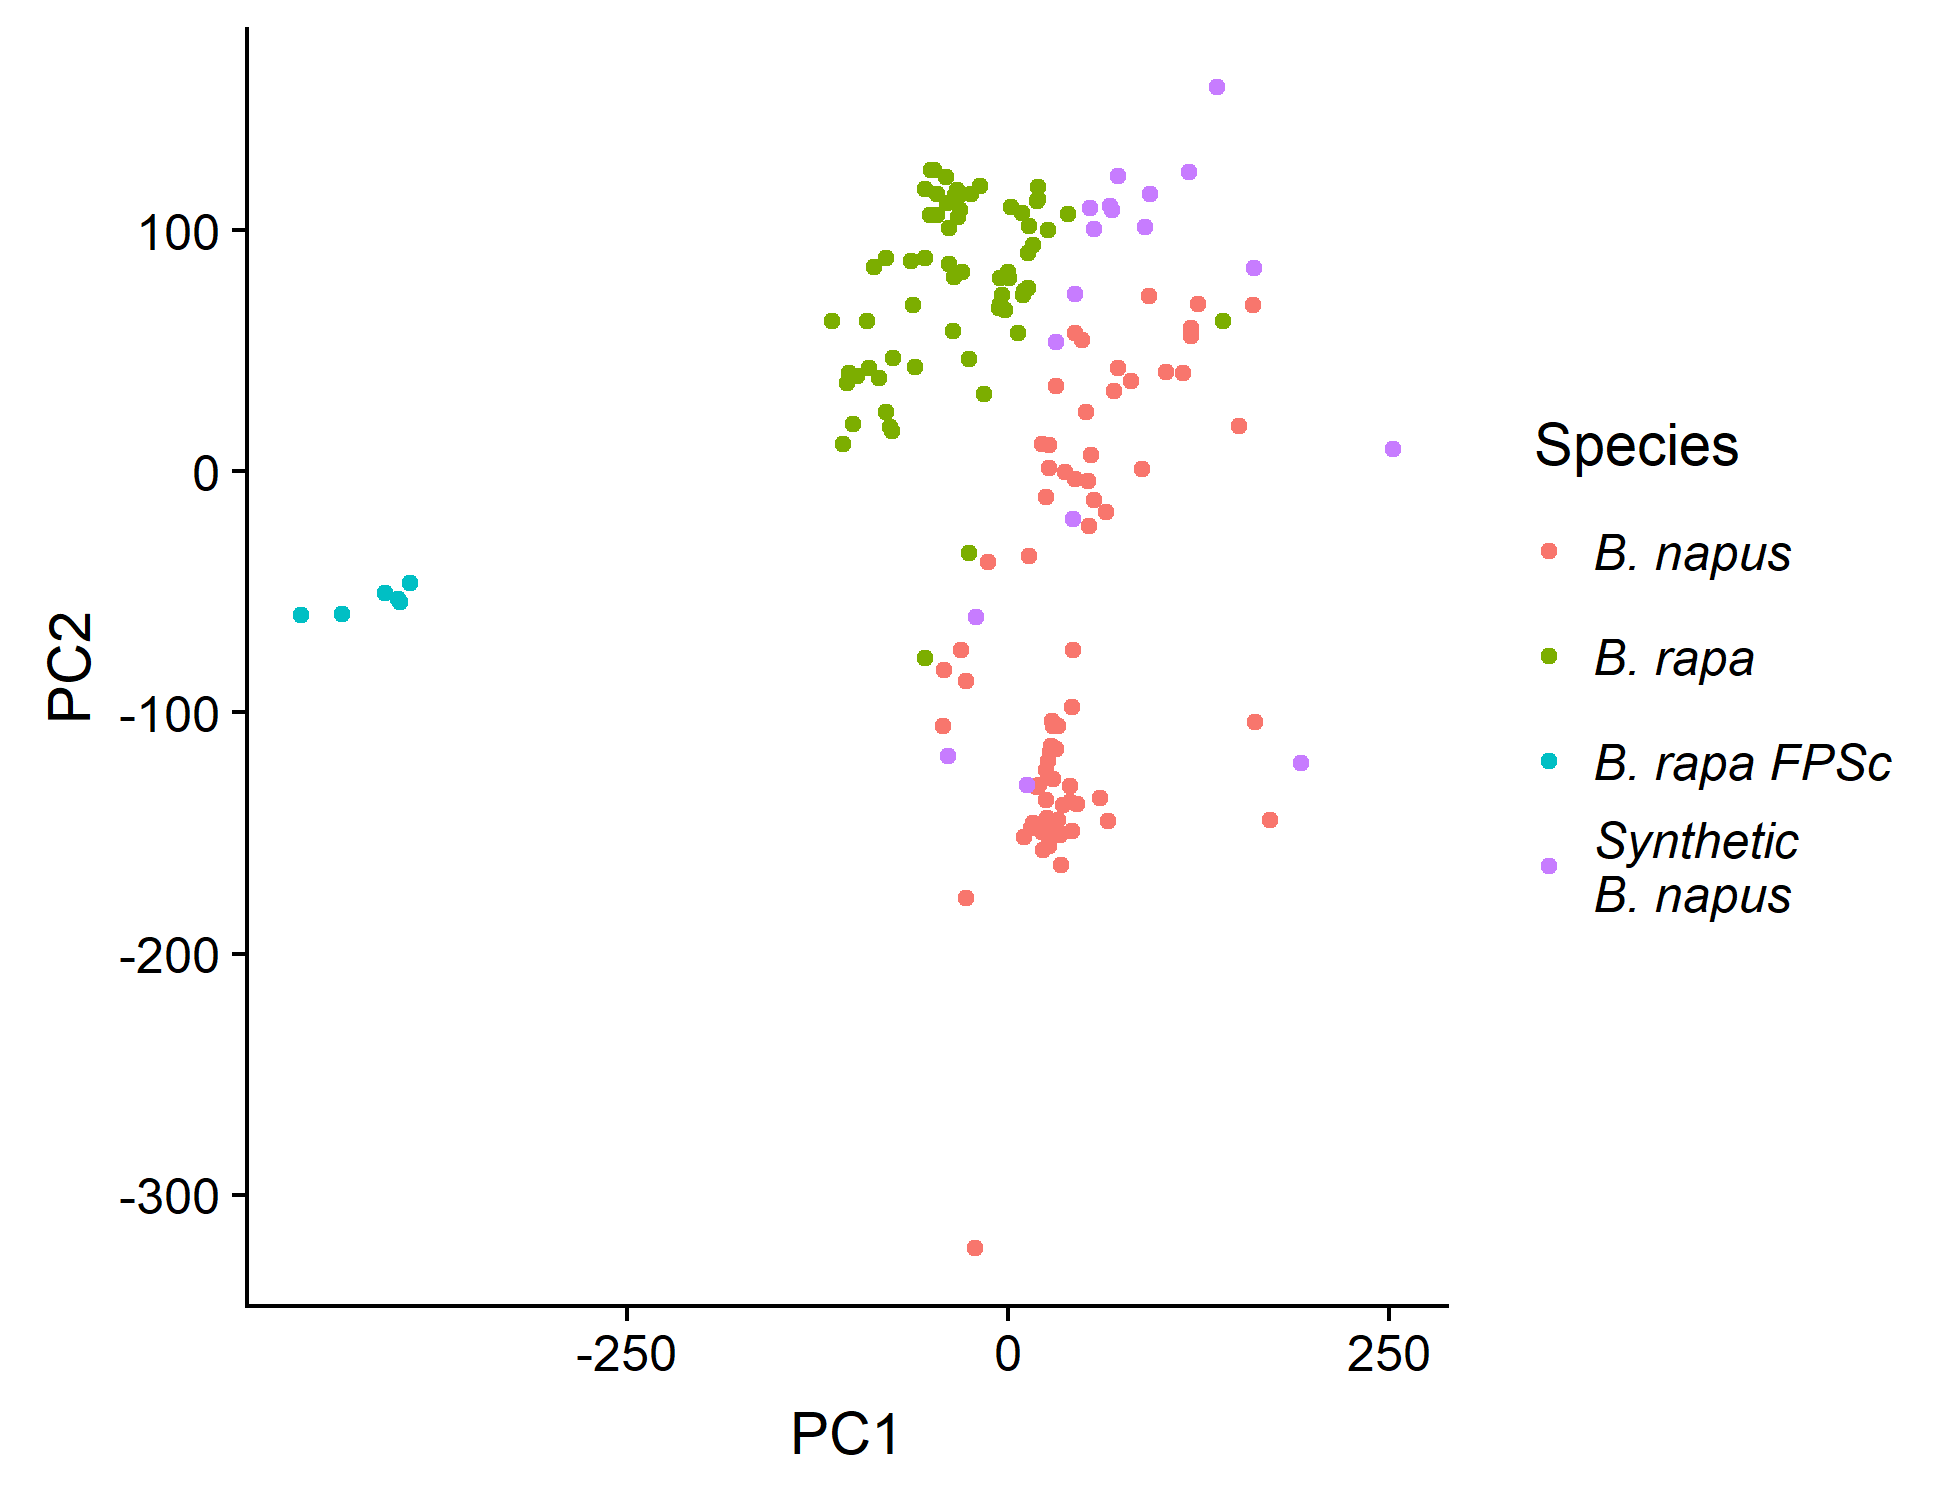 100
0
-100
-200
-300
PC2
-250
0
250
PC1
Species
B. napus
B. rapa
B. rapa FPSc
Synthetic
B. napus